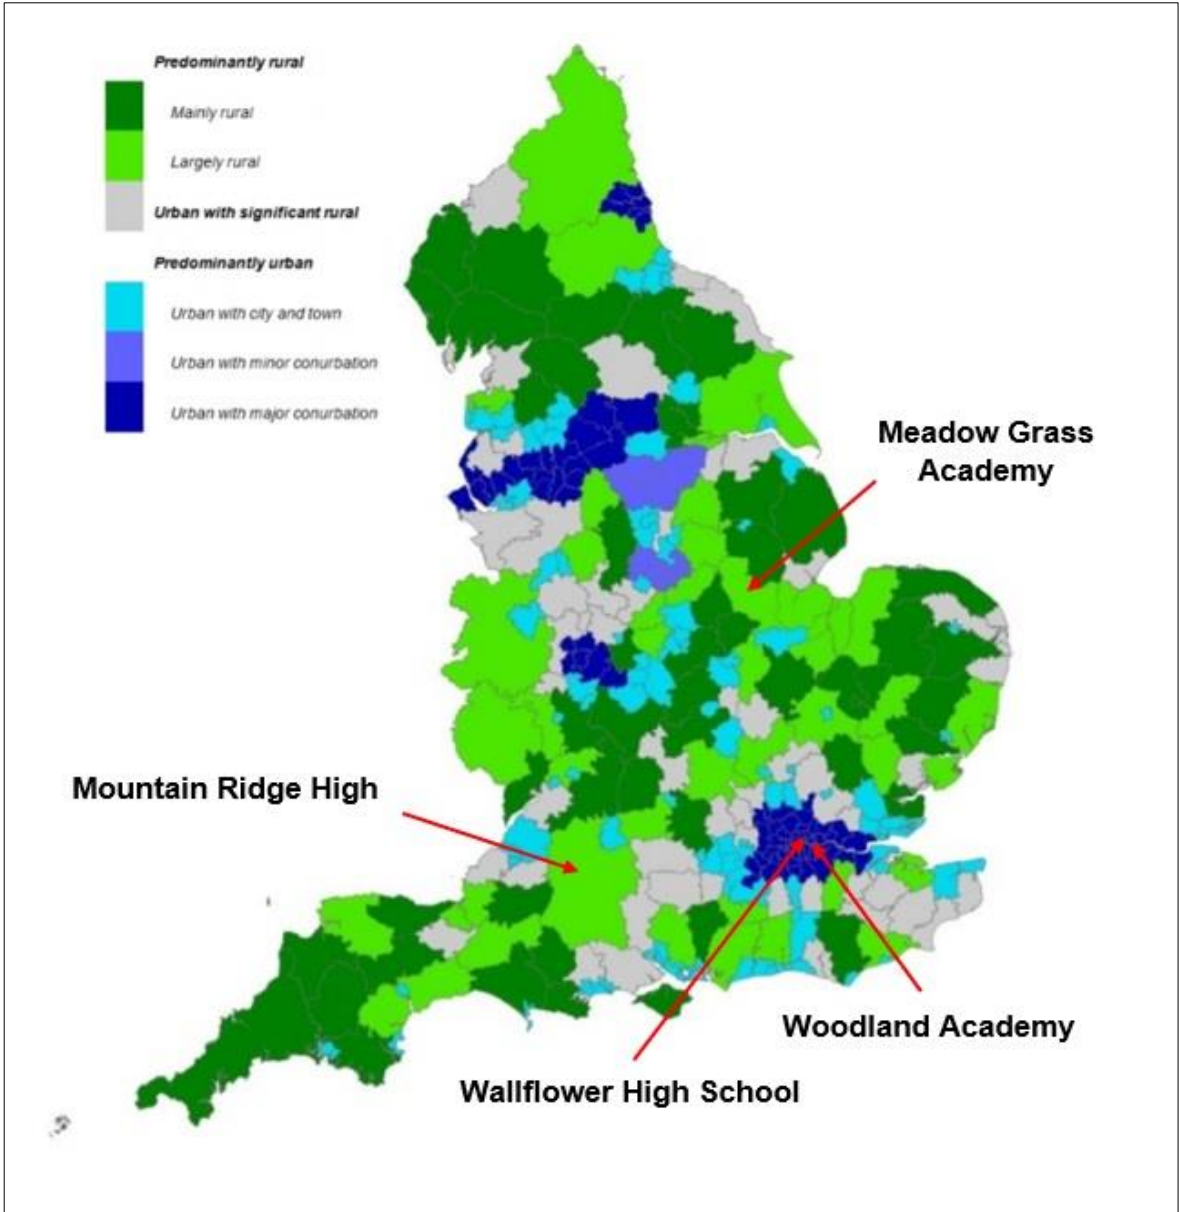 Predominantly rural
Mainly rural
Largely rural
Urban with significant rural
Predominantly urban
Urban with city and town
Urban with minor conurbation
Urban with major conurbation
Meadow Grass
Academy
Mountain Ridge High
Woodland Academy
Wallflower High School